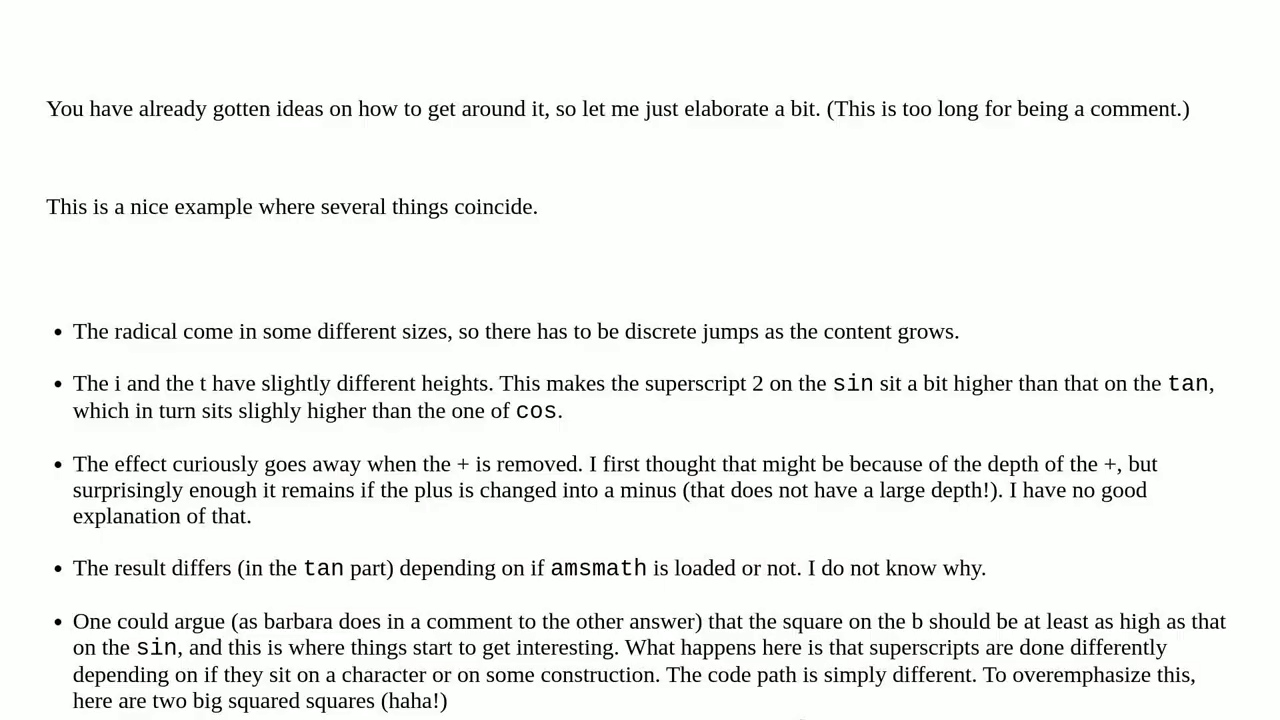 You have already gotten ideas on how to get around it, so let me just elaborate a bit. (This is too long for being a comment.)
This is a nice example where several things coincide.
• The radical come in some different sizes, so there has to be discrete jumps as the content grows.
• The i and the t have slightly different heights. This makes the superscript 2 on the sin sit a bit higher than that on the tan,
which in turn sits slighly higher than the one of cos.
• The effect curiously goes away when the + is removed. I first thought that might be because of the depth of the +, but
surprisingly enough it remains if the plus is changed into a minus (that does not have a large depth!). I have no good
explanation of that.
• The result differs (in the tan part) depending on if amsmath is loaded or not. I do not know why.
• One could argue (as barbara does in a comment to the other answer) that the square on the b should be at least as high as that
on the sin, and this is where things start to get interesting. What happens here is that superscripts are done differently
depending on if they sit on a character or on some construction. The code path is simply different. To overemphasize this,
here are two big squared squares (haha!)